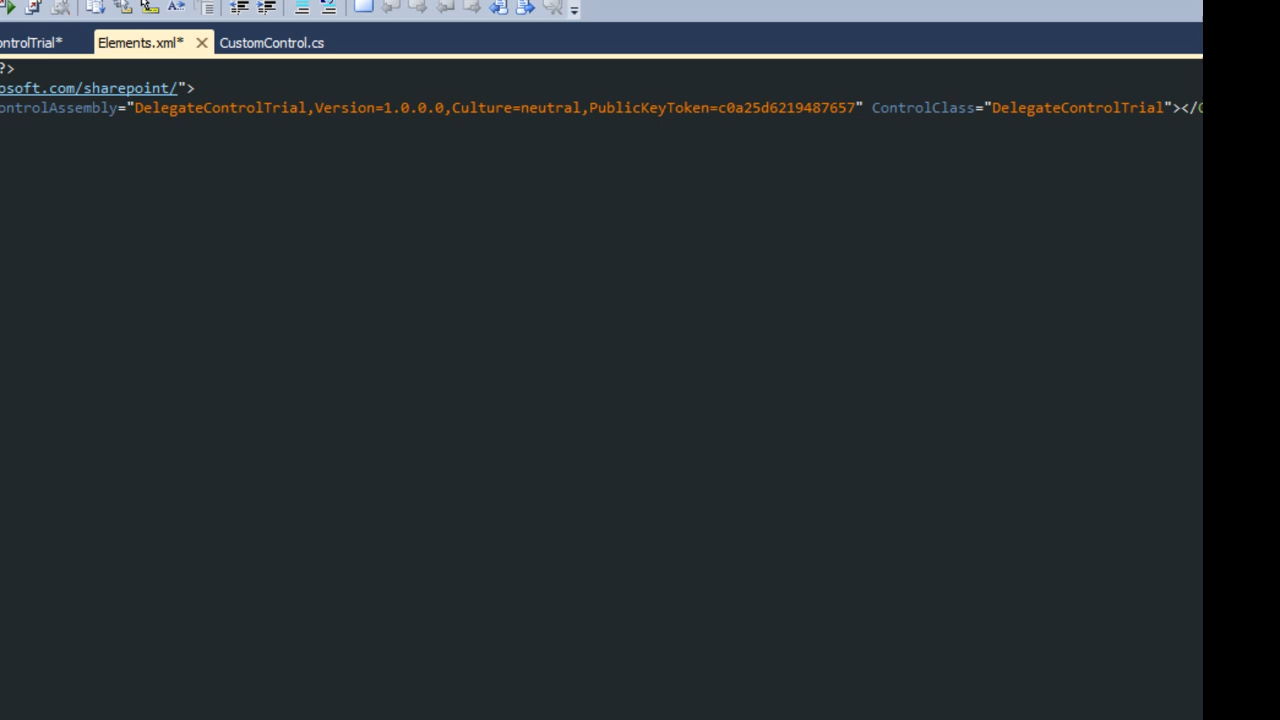 ontrolTrial* Elements.xml* CustomControl.cs
?>
osoft.com/sharepoint/">
ontrolAssembly="DelegateControlTrial,Version=1.0.0.0,Culture=neutral,PublicKeyToken=c0a25d6219487657" ControlClass="DelegateControlTrial"></C